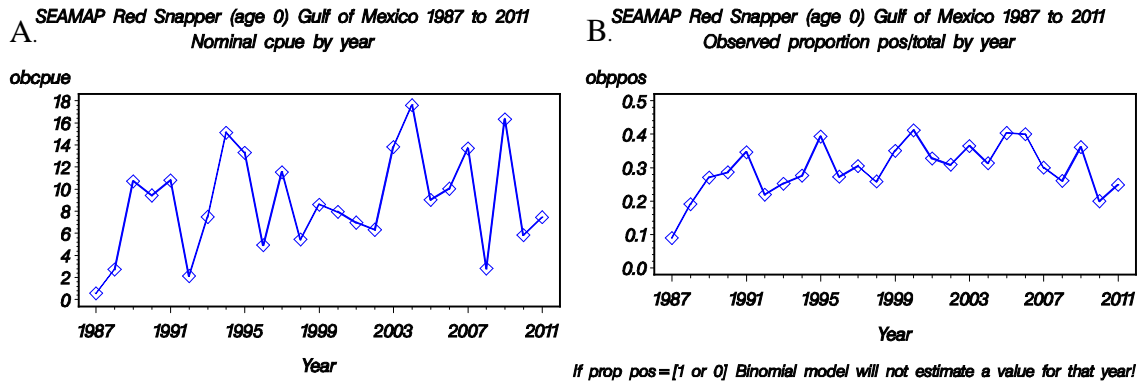 A.
SEAMAP Red Snapper (age 0) Gulf of Mexico 1987 to 2011
Nominal cpue by year
obcpue
18
16
14
12
10
8
6
4
2
0
1987 1991 1995 1999 2003 2007 2011
Year
B.
SEAMAP Red Snapper (age 0) Gulf of Mexico 1987 to 2011
Observed proportion pos/total by year
obppos
0.5
0.4
0.3
0.2
0.1
0.0
1987 1991 1995 1999 2003 2007 2011
Year
If prop pos=[1 or 0] Binomial model will not estimate a value for that year!